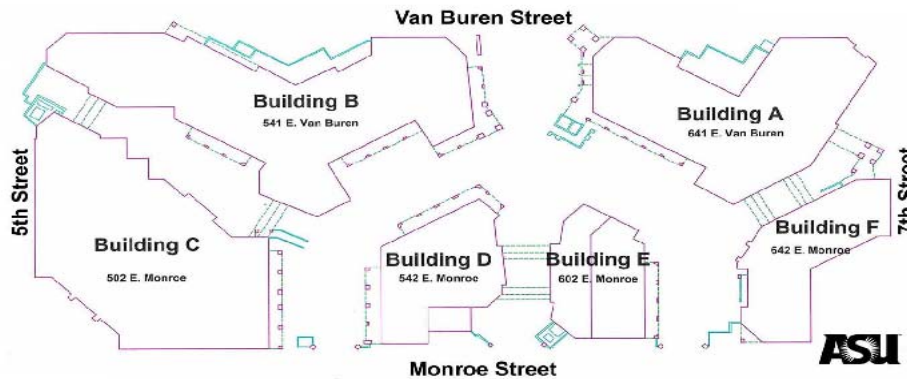 Van Buren Street
Building B
541 E. Van Buren
Building A
641 E. Van Buren
5th Street
7th Street
Building C
502 E. Monroe
Building D
542 E. Monroe
Building E
602 E. Monroe
Building F
642 E. Monroe
ASU
Monroe Street